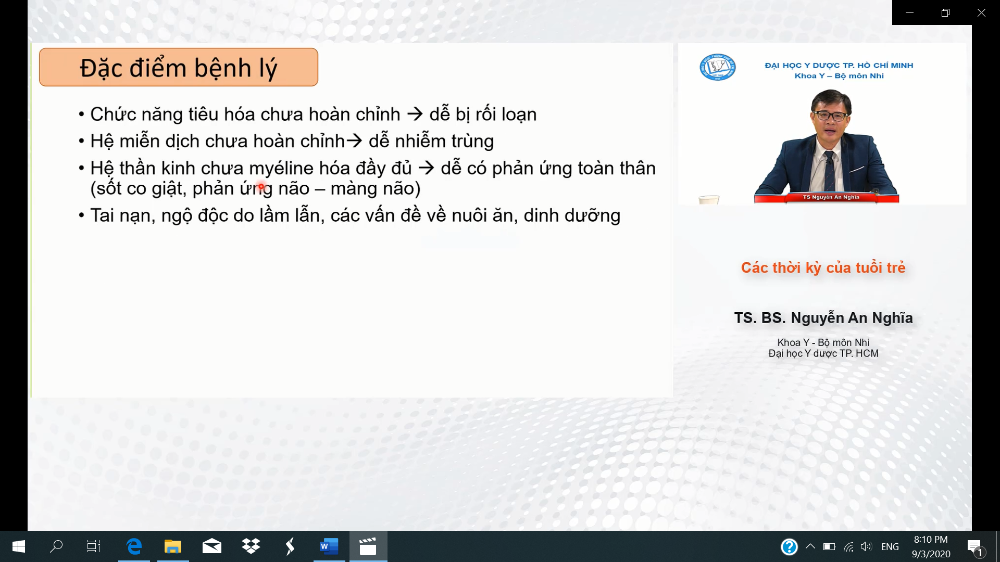 Đặc điểm bệnh lý
• Chức năng tiêu hóa chưa hoàn chỉnh → dễ bị rối loạn
• Hệ miễn dịch chưa hoàn chỉnh→ dễ nhiễm trùng
• Hệ thần kinh chưa myéline hóa đầy đủ → dễ có phản ứng toàn thân
(sốt co giật, phản ứng não – màng não)
• Tai nạn, ngộ độc do lầm lẫn, các vấn đề về nuôi ăn, dinh dưỡng
ĐẠI HỌC Y DƯỢC TP. HỒ CHÍ MINH
Khoa Y – Bộ môn Nhi
TS Nguyễn An Nghĩa
Các thời kỳ của tuổi trẻ
TS. BS. Nguyễn An Nghĩa
Khoa Y - Bộ môn Nhi
Đại học Y dược TP. HCM
W
ENG
8:10 PM
9/3/2020
1